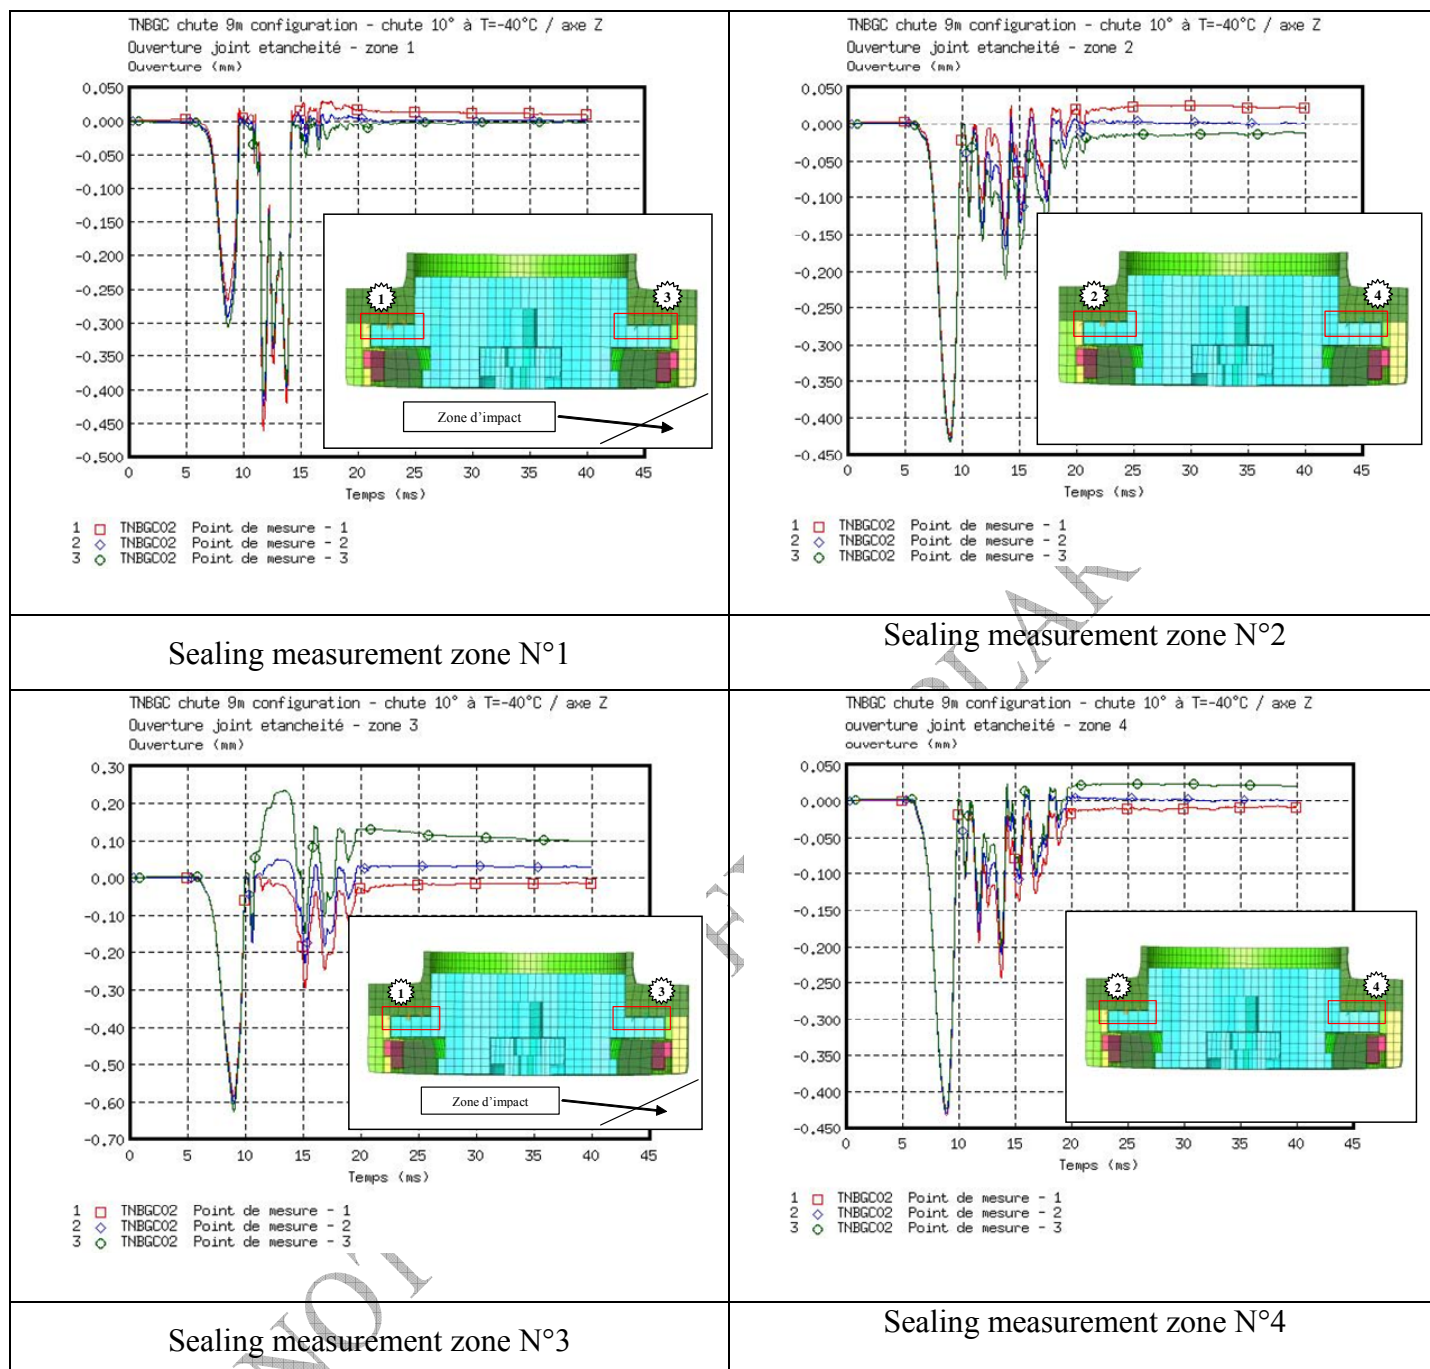 TNBGC chute 9m configuration - chute 10° à T=-40°C / axe Z
Ouverture joint etancheité - zone 1
Ouverture (mm)
0.050
0.000
-0.050
-0.100
-0.150
-0.200
-0.250
-0.300
-0.350
-0.400
-0.450
-0.500
0 5 10 15 20 25 30 35 40 45
Temps (ms)
1 3
Zone d'impact
1 TNBGC02 Point de mesure - 1
2 TNBGC02 Point de mesure - 2
3 TNBGC02 Point de mesure - 3
TNBGC chute 9m configuration - chute 10° à T=-40°C / axe Z
Ouverture joint etancheité - zone 2
Ouverture (mm)
0.050
0.000
-0.050
-0.100
-0.150
-0.200
-0.250
-0.300
-0.350
-0.400
-0.450
0 5 10 15 20 25 30 35 40 45
Temps (ms)
2 4
1 TNBGC02 Point de mesure - 1
2 TNBGC02 Point de mesure - 2
3 TNBGC02 Point de mesure - 3
Sealing measurement zone N°1
Sealing measurement zone N°2
TNBGC chute 9m configuration - chute 10° à T=-40°C / axe Z
Ouverture joint etancheité - zone 3
Ouverture (mm)
0.30
0.20
0.10
0.00
-0.10
-0.20
-0.30
-0.40
-0.50
-0.60
-0.70
0 5 10 15 20 25 30 35 40 45
Temps (ms)
1 3
Zone d'impact
1 TNBGC02 Point de mesure - 1
2 TNBGC02 Point de mesure - 2
3 TNBGC02 Point de mesure - 3
TNBGC chute 9m configuration - chute 10° à T=-40°C / axe Z
ouverture joint etancheité - zone 4
ouverture (mm)
0.050
0.000
-0.050
-0.100
-0.150
-0.200
-0.250
-0.300
-0.350
-0.400
-0.450
0 5 10 15 20 25 30 35 40 45
Temps (ms)
2 4
1 TNBGC02 Point de mesure - 1
2 TNBGC02 Point de mesure - 2
3 TNBGC02 Point de mesure - 3
Sealing measurement zone N°3
Sealing measurement zone N°4
NOT